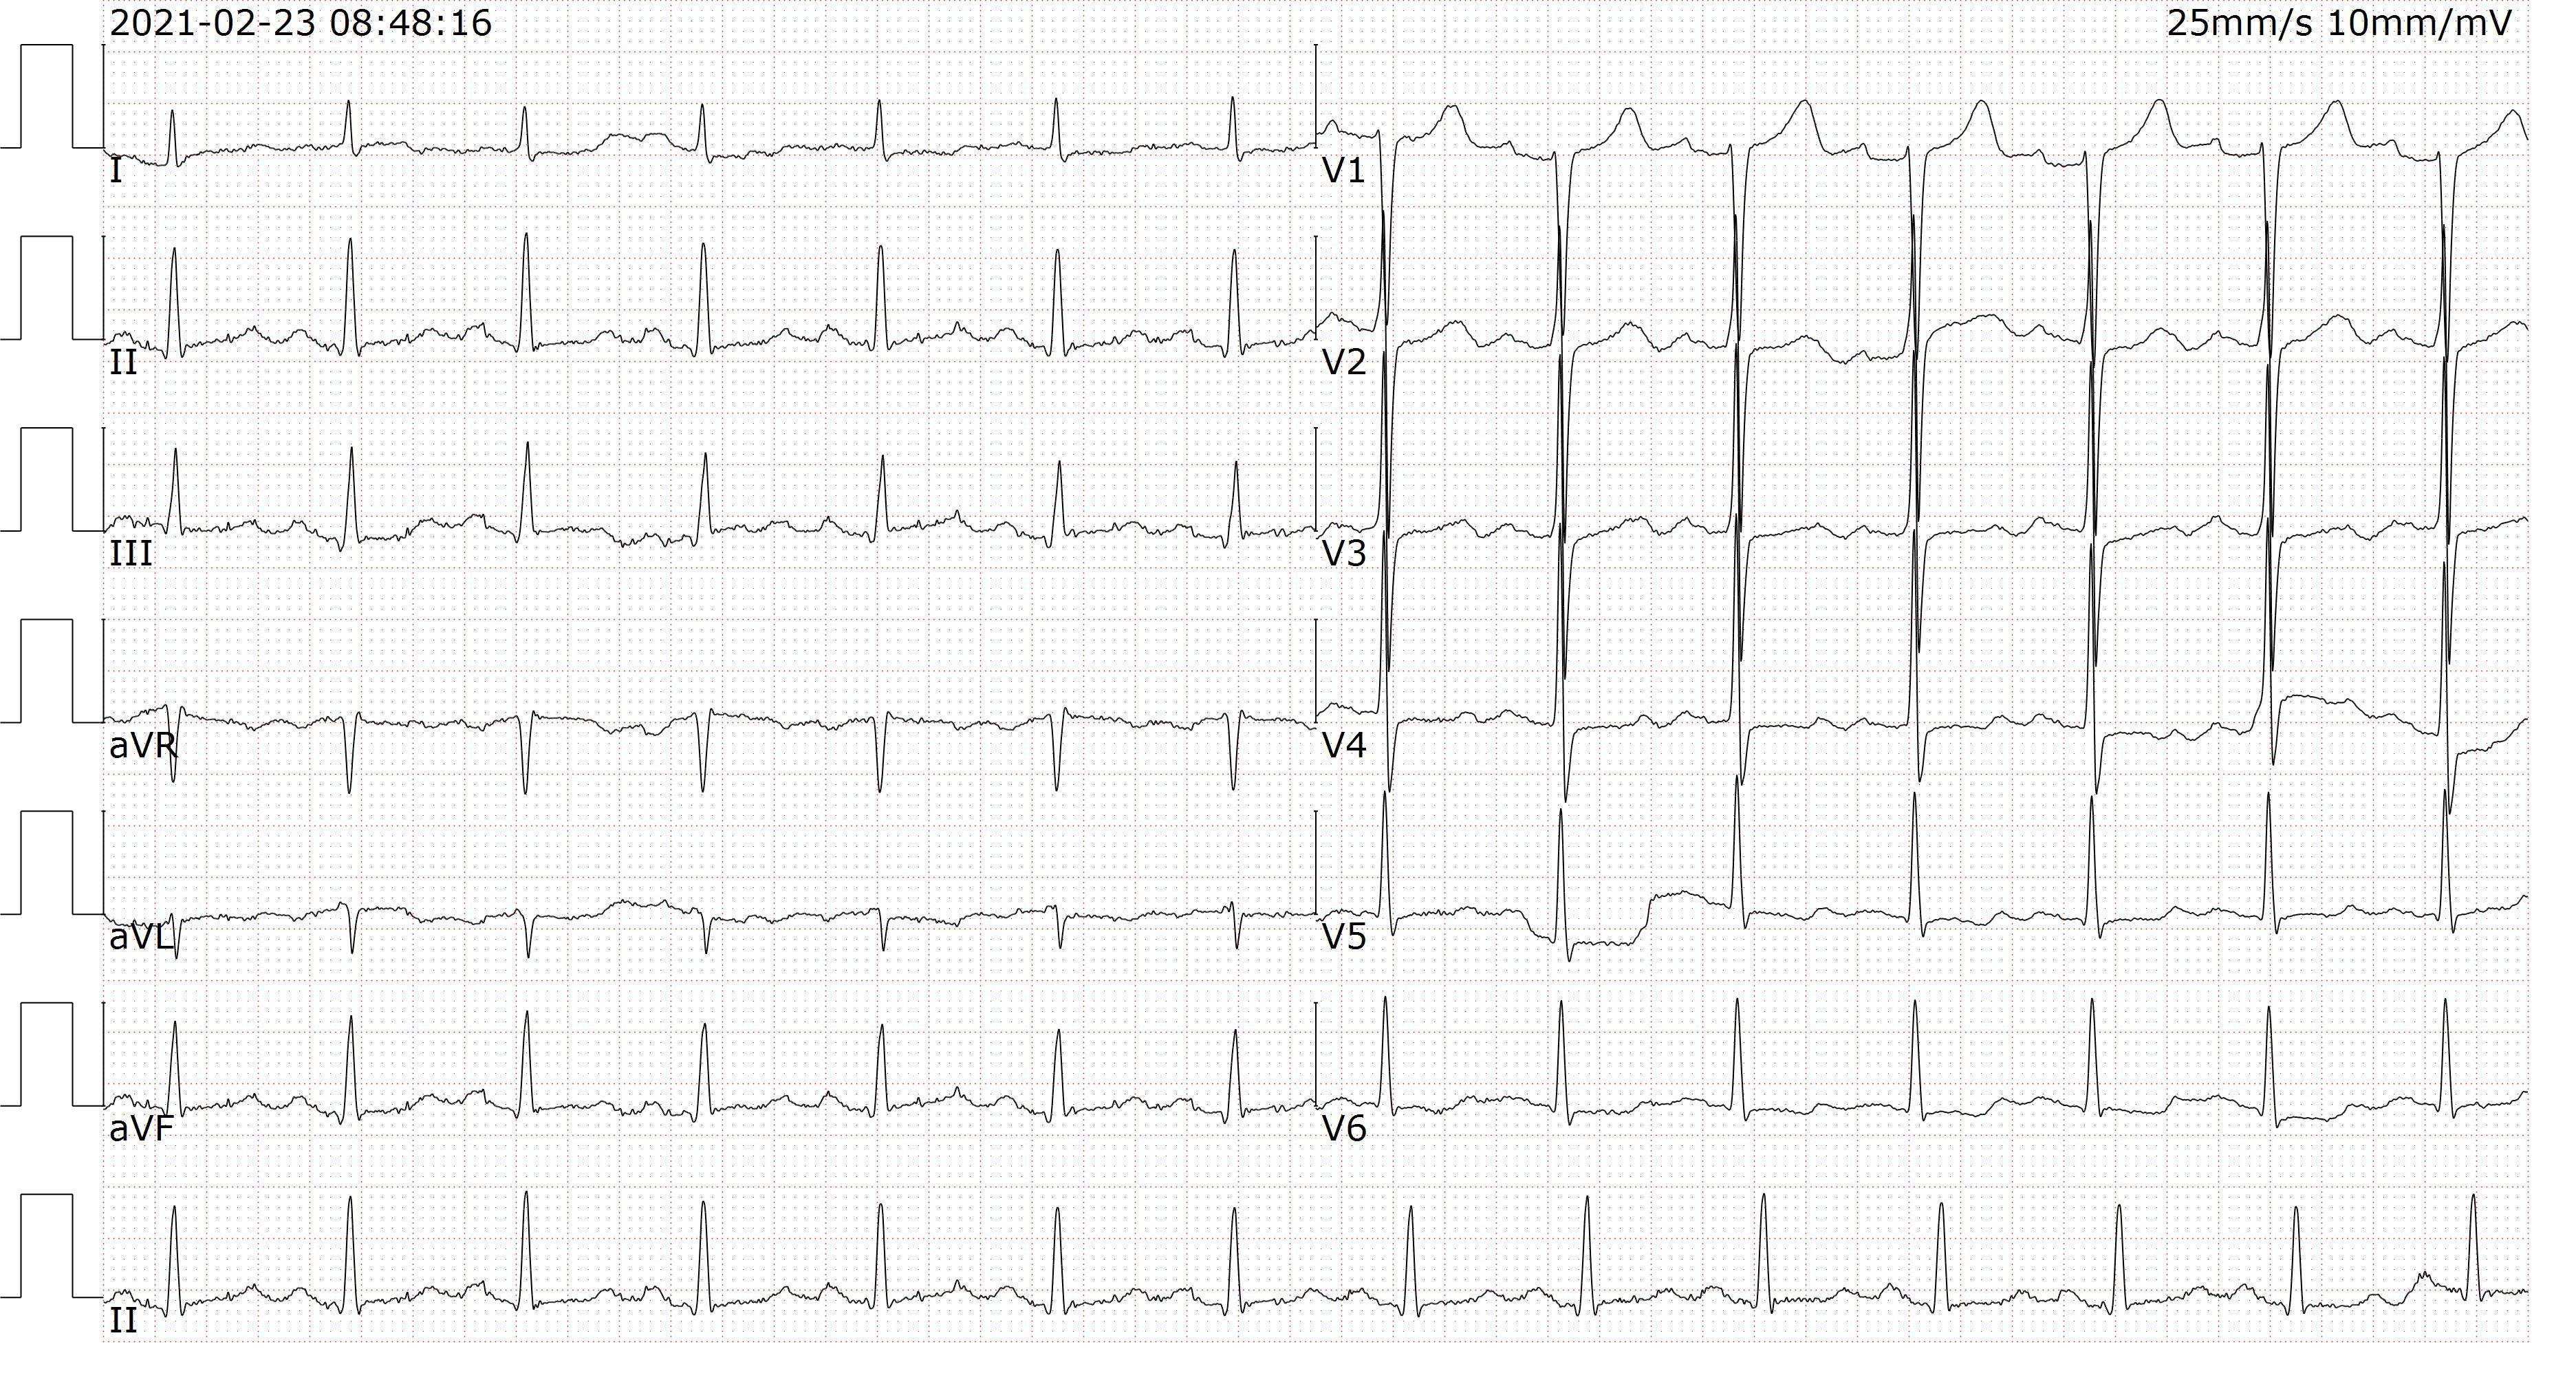 2021-02-23 08:48:16
25mm/s 10mm/mV
I
V1
II
V2
III
V3
aVR
V4
aVL
V5
aVF
V6
II